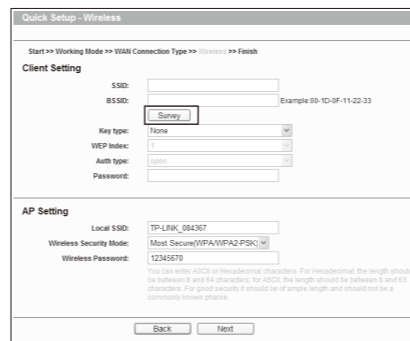 Quick Setup - Wireless
Start >> Working Mode >> WAN Connection Type >> Wireless >> Finish
Client Setting
SSID:
BSSID: Example:00-1D-0F-11-22-33
Survey
Key type: None
WEP Index: 1
Auth type: open
Password:
AP Setting
Local SSID: TP-LINK_084367
Wireless Security Mode: Most Secure(WPA/WPA2-PSK)
Wireless Password: 12345670
You can enter ASCII or Hexadecimal characters. For Hexadecimal, the length should
be between 8 and 64 characters; for ASCII, the length should be between 8 and 63
characters. For good security it should be of ample length and should not be a
commonly known phrase.
Back Next